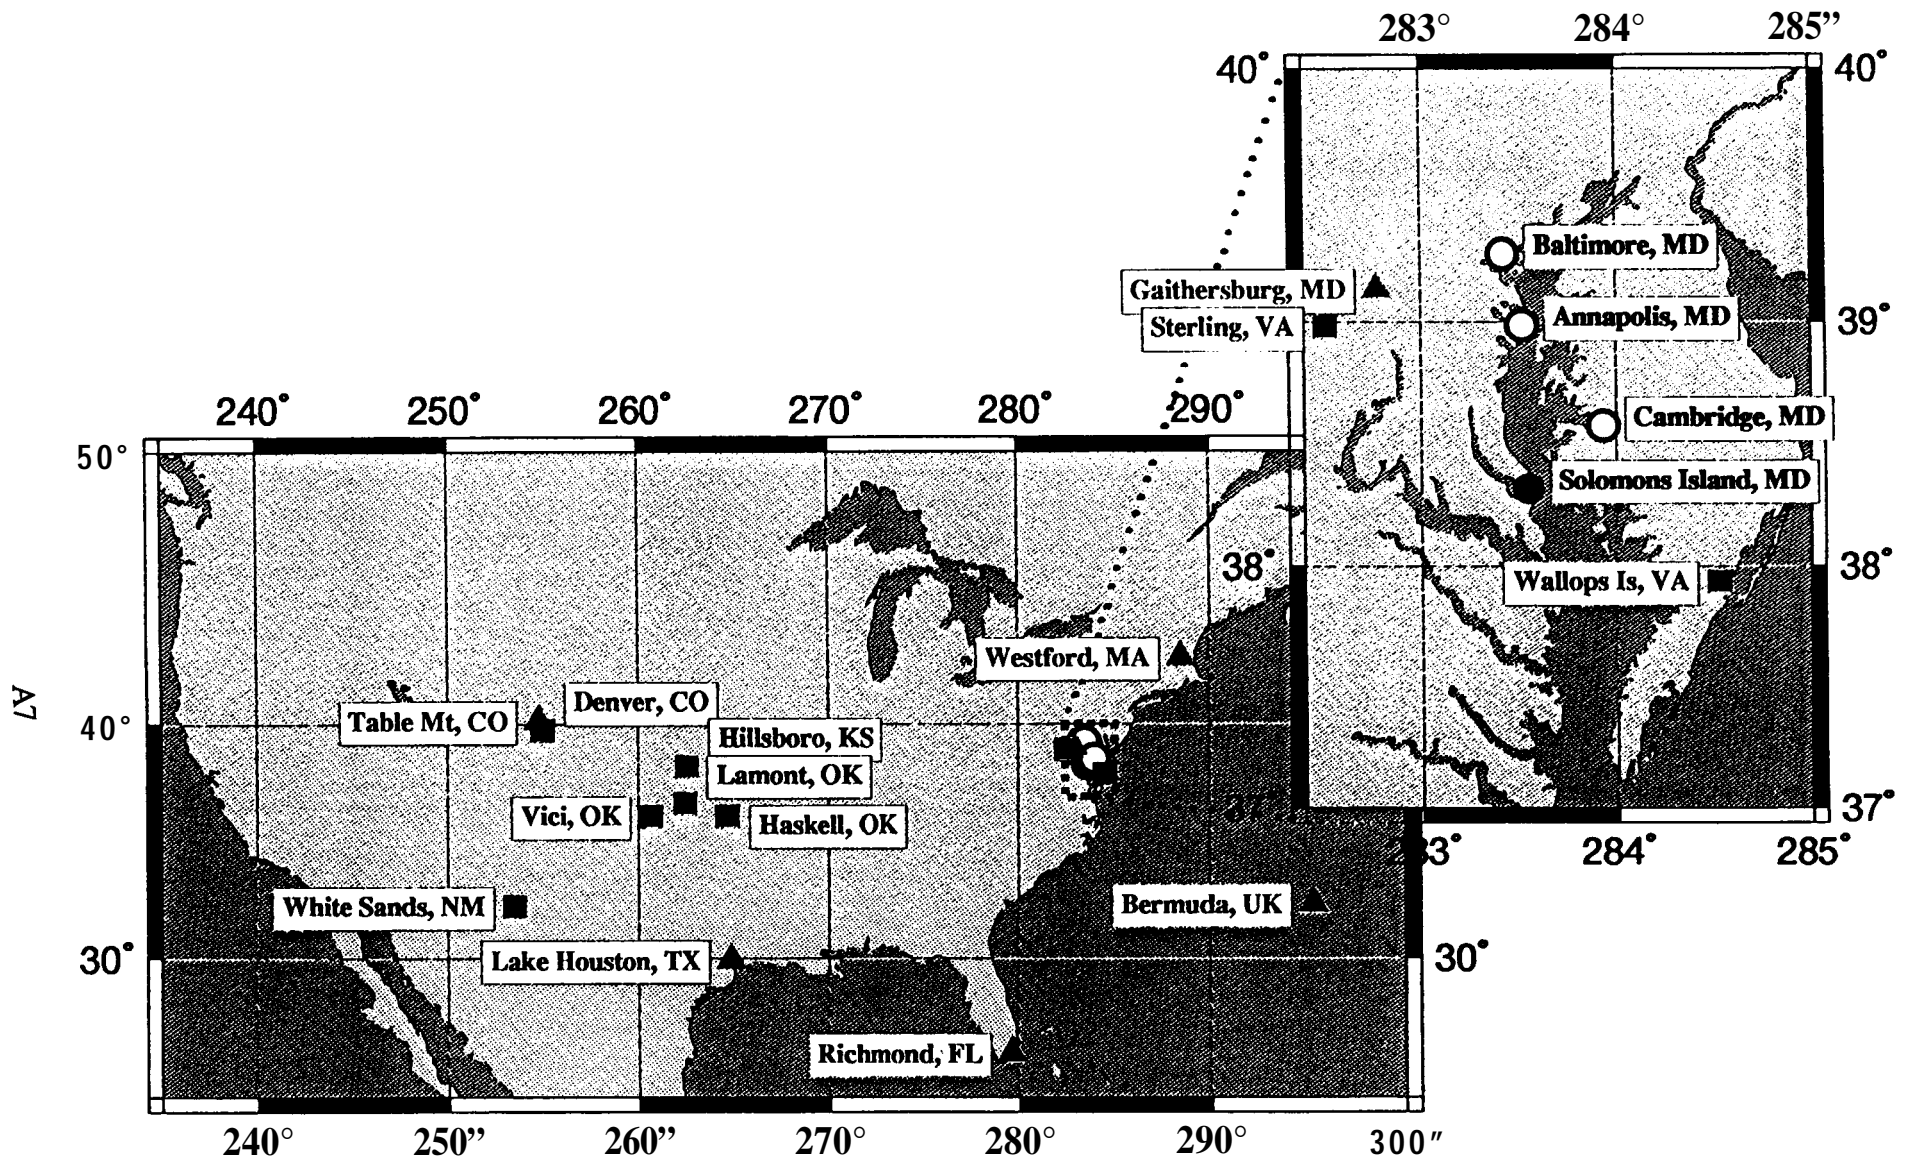 283° 284° 285”
40° 40°
Baltimore, MD
Gaithersburg, MD
Annapolis, MD
39°
Sterling, VA
240° 250° 260° 270° 280° 290°
Cambridge, MD
50°
Solomons Island, MD
38° 38°
Wallops Is, VA
Westford, MA
A7
Denver, CO
Table Mt, CO
40°
Hillsboro, KS
Lamont, OK
37° 37°
Vici, OK
Haskell, OK
284° 285°
White Sands, NM
Bermuda, UK
30° 30°
Lake Houston, TX
Richmond, FL
240° 250” 260” 270° 280° 290° 300"